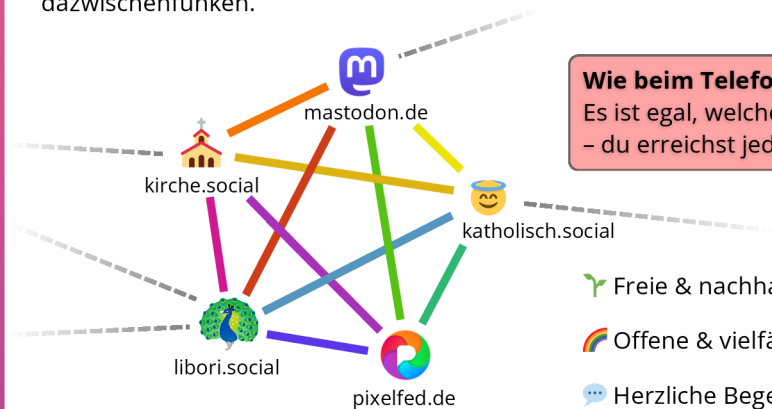 dazwischenfunken.
mastodon.de
kirche.social
katholisch.social
libori.social
pixelfed.de
Wie beim Telefo
Es ist egal, welche
– du erreichst jed
Freie & nachha
Offene & vielfä
Herzliche Bege